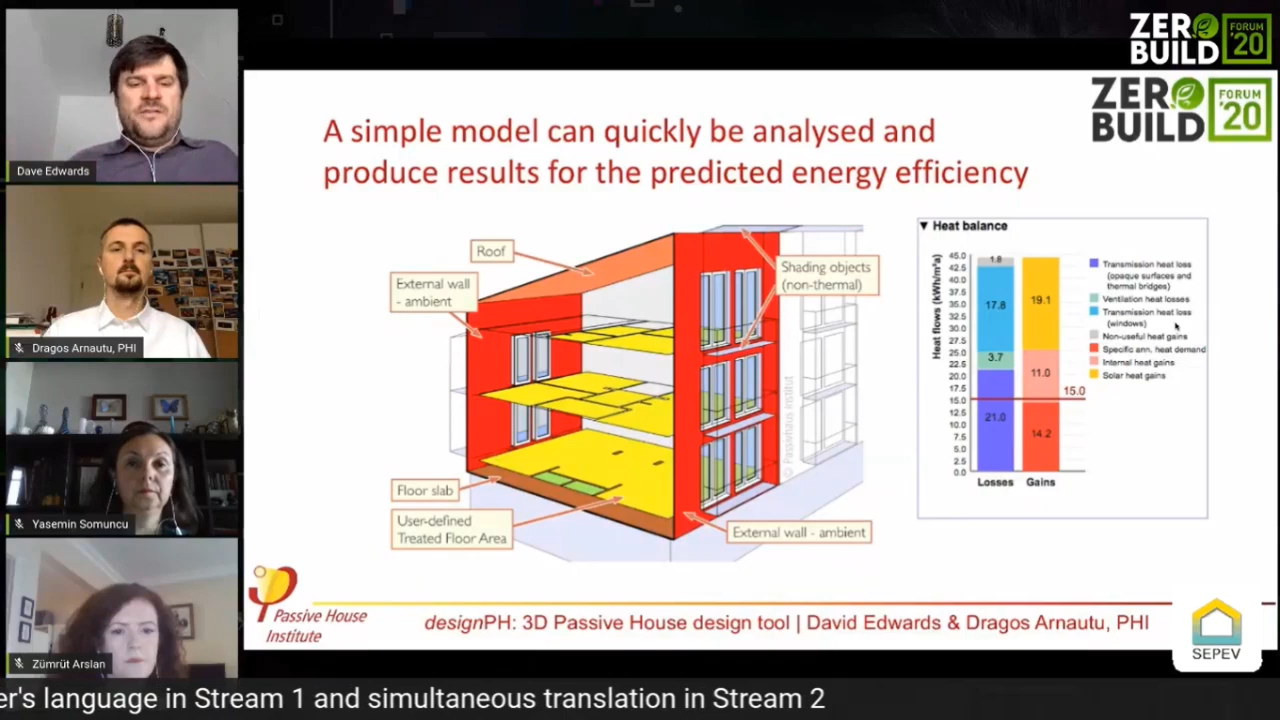 ZERO
BUILD
FORUM
'20
ZERO
BUILD
FORUM
'20
Dave Edwards
Dragos Arnautu, PHI
Yasemin Somuncu
Zümrüt Arslan
A simple model can quickly be analysed and
produce results for the predicted energy efficiency
Roof
External wall
- ambient
Shading objects
(non-thermal)
Floor slab
User-defined
Treated Floor Area
External wall - ambient
© Passivhaus Institut
Heat balance
Heat flows (kWh/m²a)
45.0
42.5
40.0
37.5
35.0
32.5
30.0
27.5
25.0
22.5
20.0
17.5
15.0
12.5
10.0
7.5
5.0
2.5
0.0
1.8
17.8
3.7
21.0
19.1
11.0
14.2
15.0
Losses Gains
Transmission heat loss
(opaque surfaces and
thermal bridges)
Ventilation heat losses
Transmission heat loss
(windows)
Non-useful heat gains
Specific ann. heat demand
Internal heat gains
Solar heat gains
Passive House
Institute
designPH: 3D Passive House design tool | David Edwards & Dragos Arnautu, PHI
SEPEV
er's language in Stream 1 and simultaneous translation in Stream 2